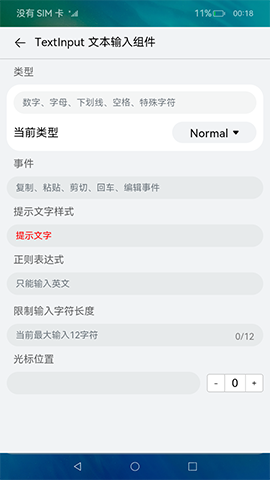 没有 SIM 卡 11% 00:18
TextInput 文本输入组件
类型
数字、字母、下划线、空格、特殊字符
当前类型 Normal
事件
复制、粘贴、剪切、回车、编辑事件
提示文字样式
提示文字
正则表达式
只能输入英文
限制输入字符长度
当前最大输入12字符 0/12
光标位置
- 0 +